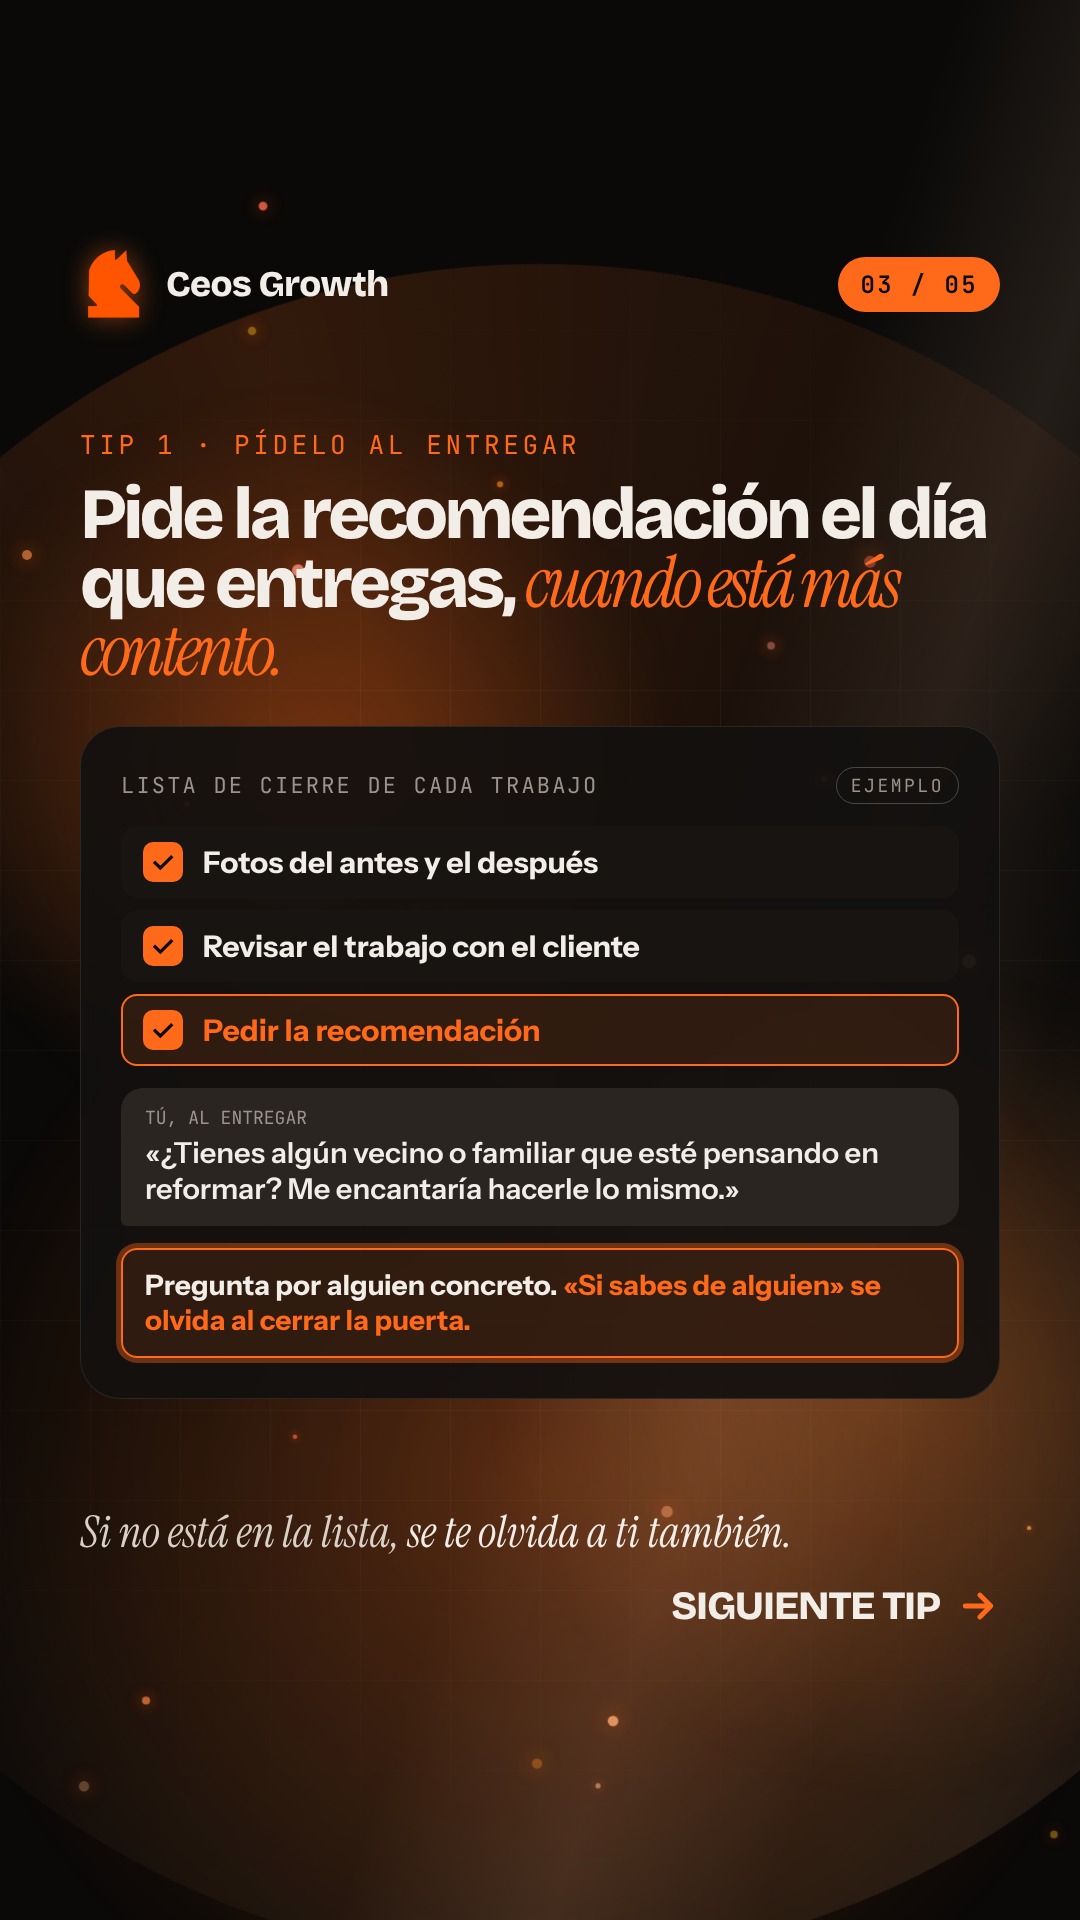 Ceos Growth
03 / 05
TIP 1 · PÍDELO AL ENTREGAR
Pide la recomendación el día
que entregas, cuando está más
contento.
LISTA DE CIERRE DE CADA TRABAJO
EJEMPLO
Fotos del antes y el después
Revisar el trabajo con el cliente
Pedir la recomendación
TÚ, AL ENTREGAR
«¿Tienes algún vecino o familiar que esté pensando en
reformar? Me encantaría hacerle lo mismo.»
Pregunta por alguien concreto. «Si sabes de alguien» se
olvida al cerrar la puerta.
Si no está en la lista, se te olvida a ti también.
SIGUIENTE TIP →